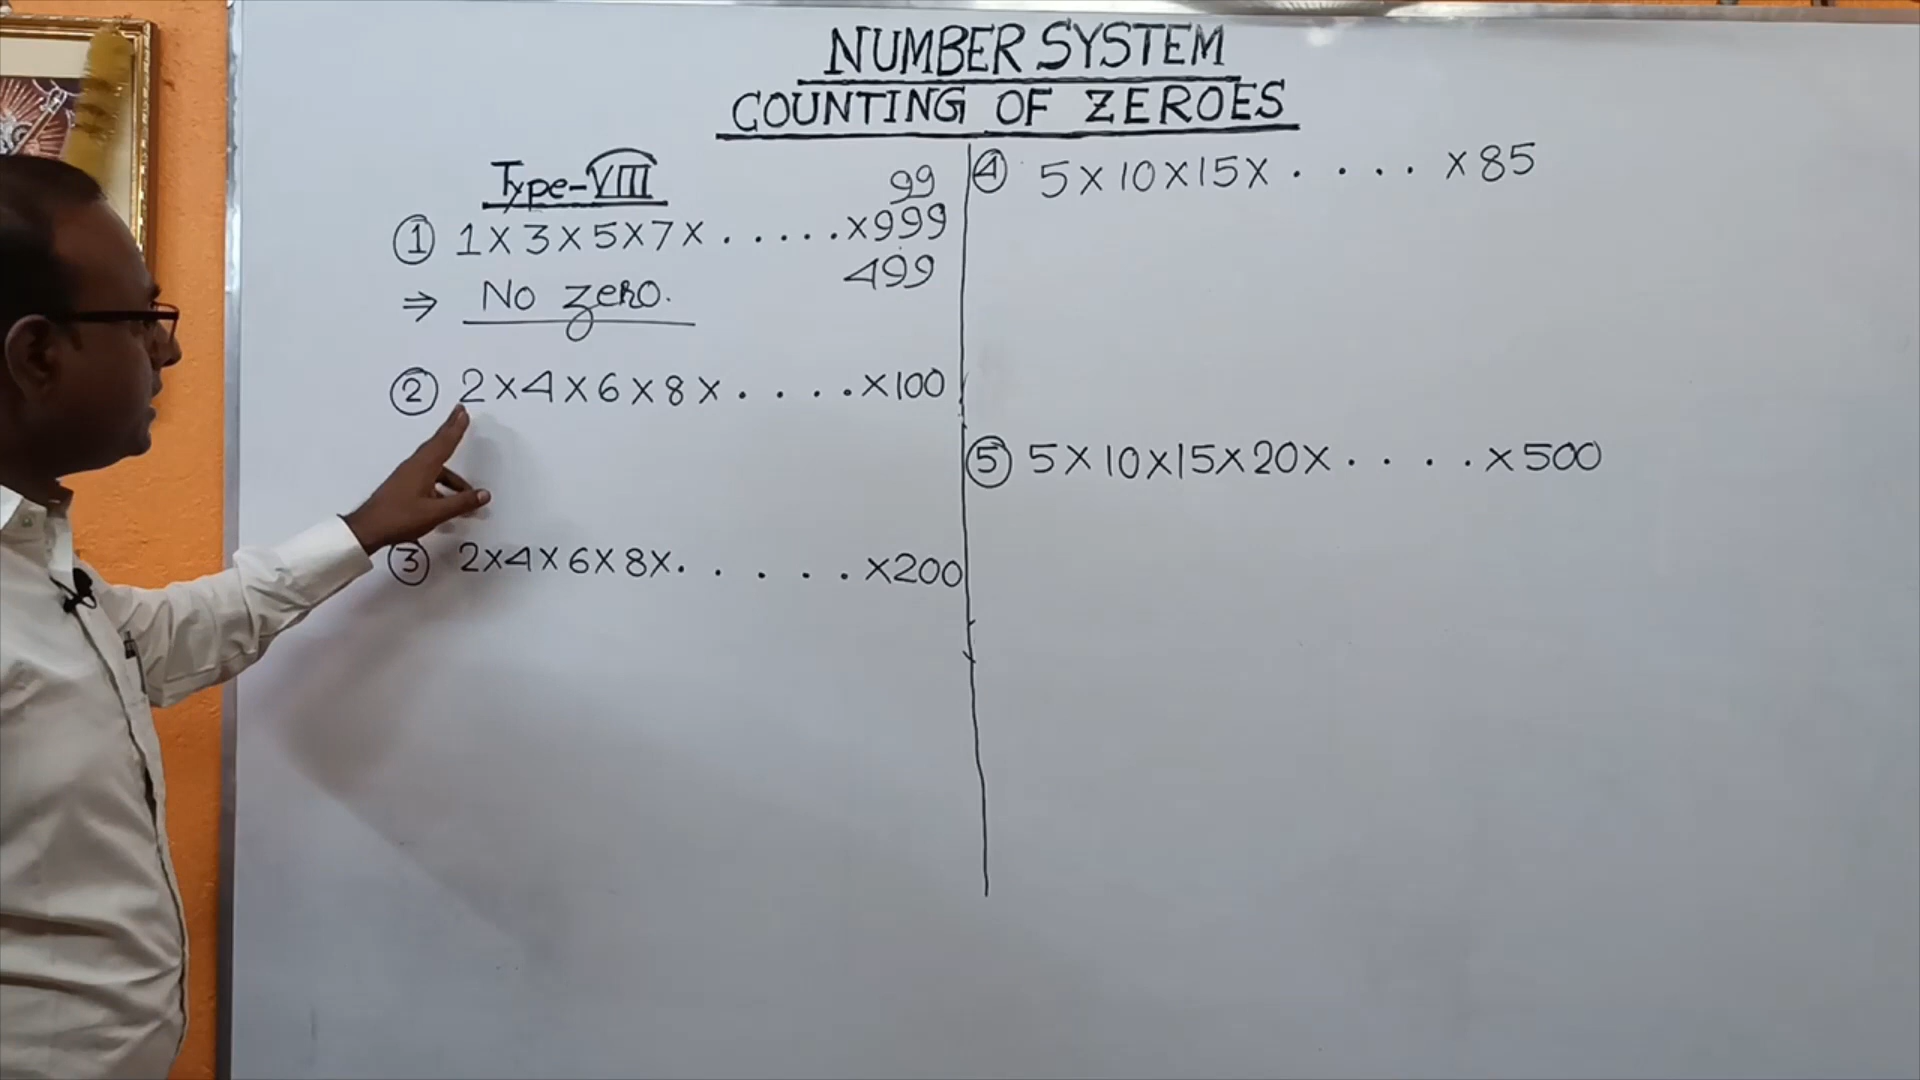 NUMBER SYSTEM
COUNTING OF ZEROES
Type-VIII
99
① 1×3×5×7×.....×999
499
⇒ No zero.
② 2×4×6×8×....×100
③ 2×4×6×8×.....×200
④ 5×10×15×....×85
⑤ 5×10×15×20×....×500